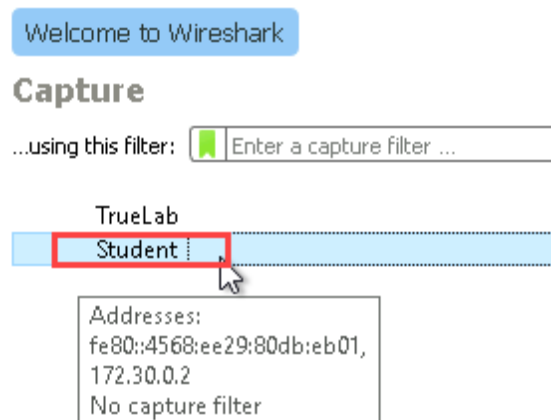 Welcome to Wireshark
Capture
...using this filter: Enter a capture filter ...
TrueLab
Student
Addresses:
fe80::4568:ee29:80db:eb01,
172.30.0.2
No capture filter